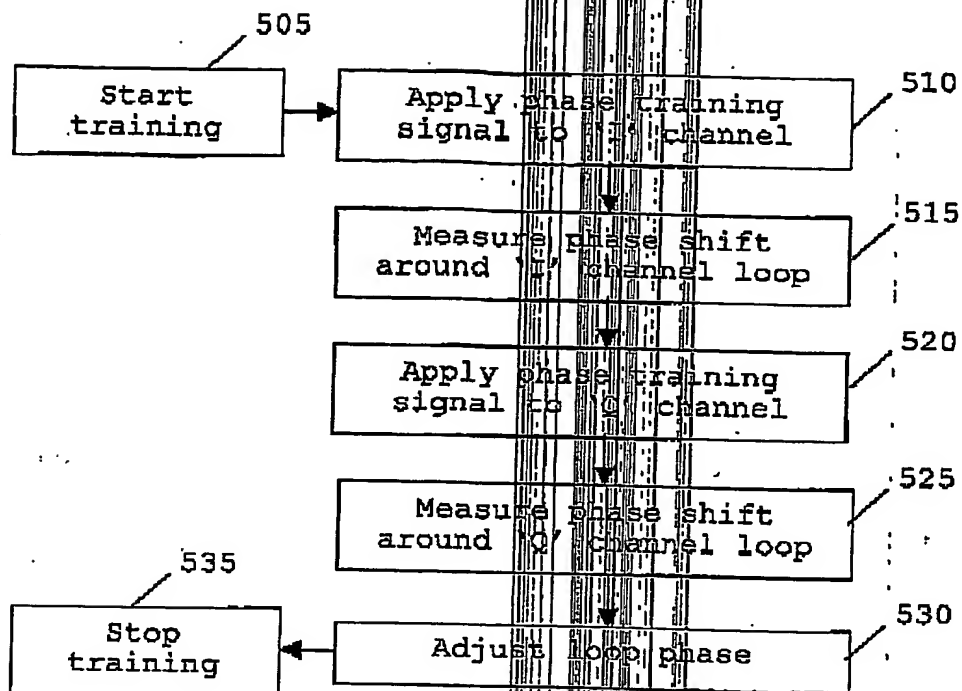 505
Start
training
Apply phase training
signal to 'I' channel
510
Measure phase shift
around 'I' channel loop
515
Apply phase training
signal to 'Q' channel
520
Measure phase shift
around 'Q' channel loop
525
535
Stop
training
Adjust loop phase
530